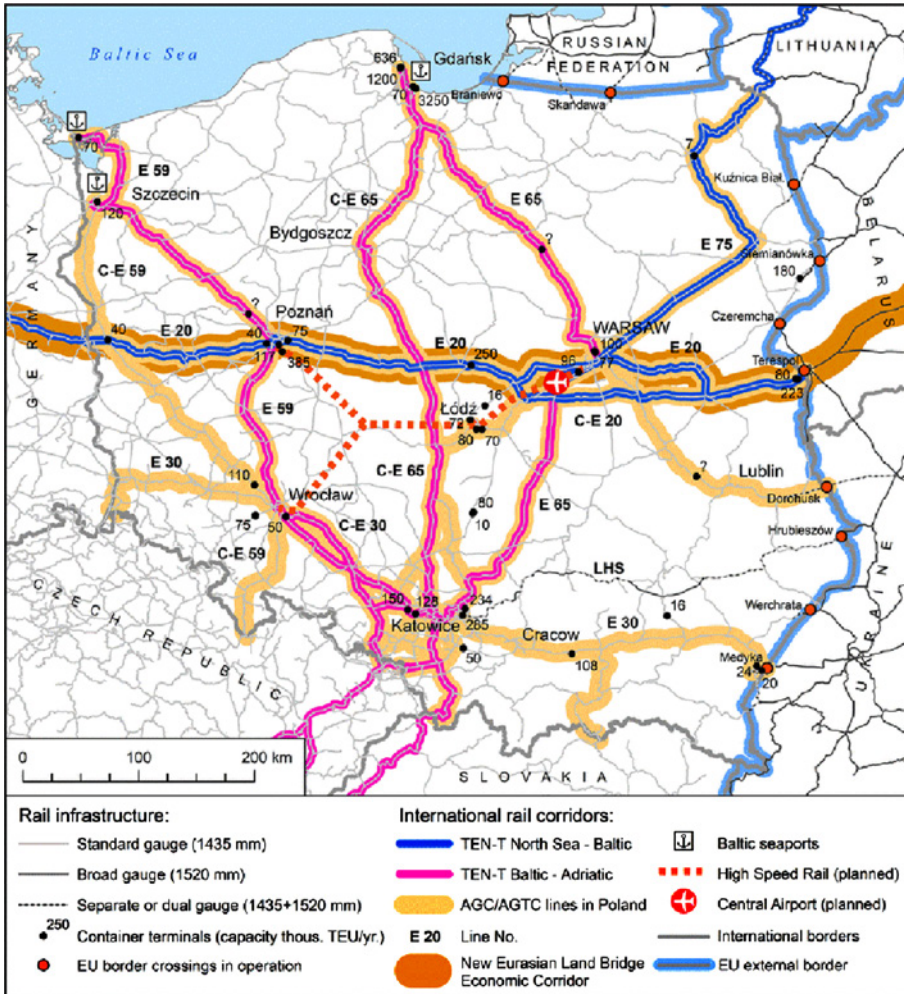 Baltic Sea
636
Gdańsk
1200
70
3250
RUSSIAN
FEDERATION
LITHUANIA
Braniewo
Skandawa
70
E 59
Szczecin
120
C-E 65
E 65
7
Kuźnica Biał.
BELARUS
GERMANY
Bydgoszcz
?
E 75
Siemianówka
180
C-E 59
?
Poznań
Czeremcha
40
E 20
40
75
117
385
E 20
250
WARSAW
100
96
77
E 20
Terespol
80
223
16
Łódź
72
80
70
C-E 20
E 59
C-E 65
E 65
E 30
110
Wrocław
?
Lublin
Dorohusk
50
75
C-E 30
80
10
Hrubieszów
C-E 59
LHS
UKRAINE
CZECH REPUBLIC
150
128
234
265
Katowice
16
Werchrata
Cracow
E 30
50
108
Medyka
24
20
0 100 200 km
SLOVAKIA
Rail infrastructure:
Standard gauge (1435 mm)
Broad gauge (1520 mm)
Separate or dual gauge (1435+1520 mm)
250
Container terminals (capacity thous. TEU/yr.)
EU border crossings in operation
International rail corridors:
TEN-T North Sea - Baltic
TEN-T Baltic - Adriatic
AGC/AGTC lines in Poland
E 20 Line No.
New Eurasian Land Bridge
Economic Corridor
Baltic seaports
High Speed Rail (planned)
Central Airport (planned)
International borders
EU external border